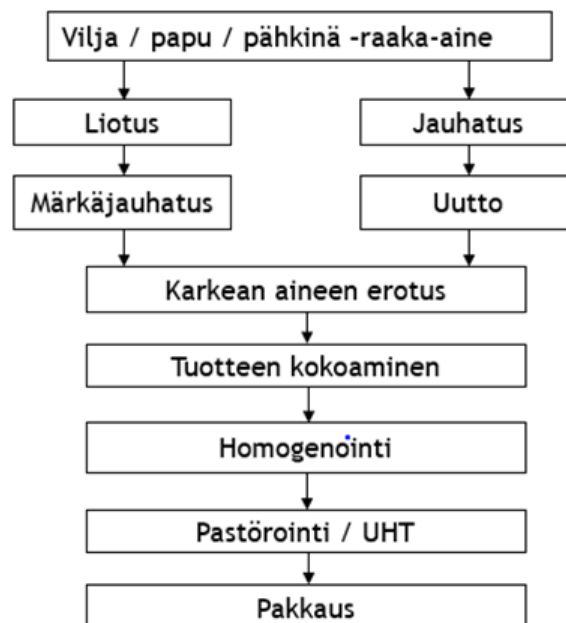 Vilja / papu / pähkinä -raaka-aine
Liotus
Jauhatus
Märkäjauhatus
Uutto
Karkean aineen erotus
Tuotteen kokoaminen
Homogenointi
Pastörointi / UHT
Pakkaus